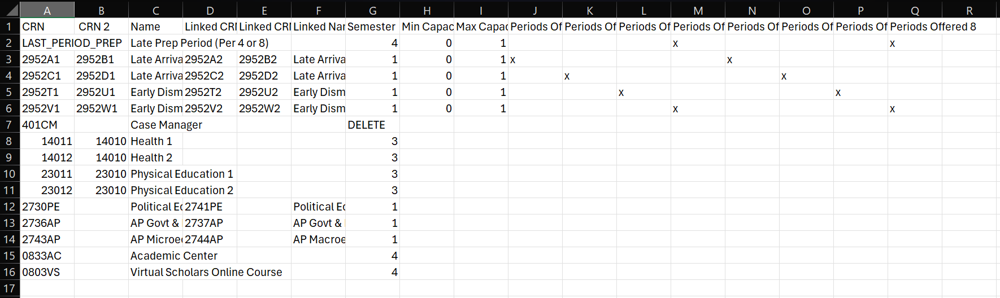 A B C D E F G H I J K L M N O P Q R
1 CRN CRN 2 Name Linked CRI Linked CRI Linked Nar Semester Min Capac Max Capac Periods Of Periods Of Periods Of Periods Of Periods Of Periods Of Periods Of Periods Offered 8
2 LAST_PERIOD_PREP Late Prep Period (Per 4 or 8) 4 0 1 x x
3 2952A1 2952B1 Late Arriva 2952A2 2952B2 Late Arriva 1 0 1 x x
4 2952C1 2952D1 Late Arriva 2952C2 2952D2 Late Arriva 1 0 1 x x
5 2952T1 2952U1 Early Dism 2952T2 2952U2 Early Dism 1 0 1 x x
6 2952V1 2952W1 Early Dism 2952V2 2952W2 Early Dism 1 0 1 x x
7 401CM Case Manager DELETE
8 14011 14010 Health 1 3
9 14012 14010 Health 2 3
10 23011 23010 Physical Education 1 3
11 23012 23010 Physical Education 2 3
12 2730PE Political Ec 2741PE Political Ec 1
13 2736AP AP Govt & 2737AP AP Govt & 1
14 2743AP AP Microec 2744AP AP Macroe 1
15 0833AC Academic Center 4
16 0803VS Virtual Scholars Online Course 4
17